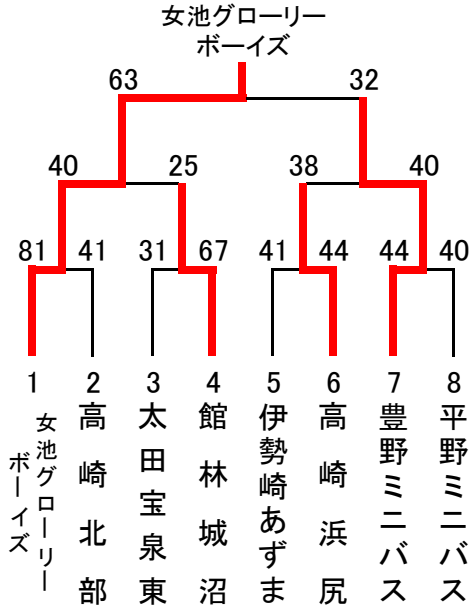 女池グローリー
ボーイズ
63
32
40
25
38
40
81
41
31
67
41
44
44
40
1
2
3
4
5
6
7
8
女池グローリー
ボーイズ
高崎北部
太田宝泉東
館林城沼
伊勢崎あずま
高崎浜尻
豊野ミニバス
平野ミニバス